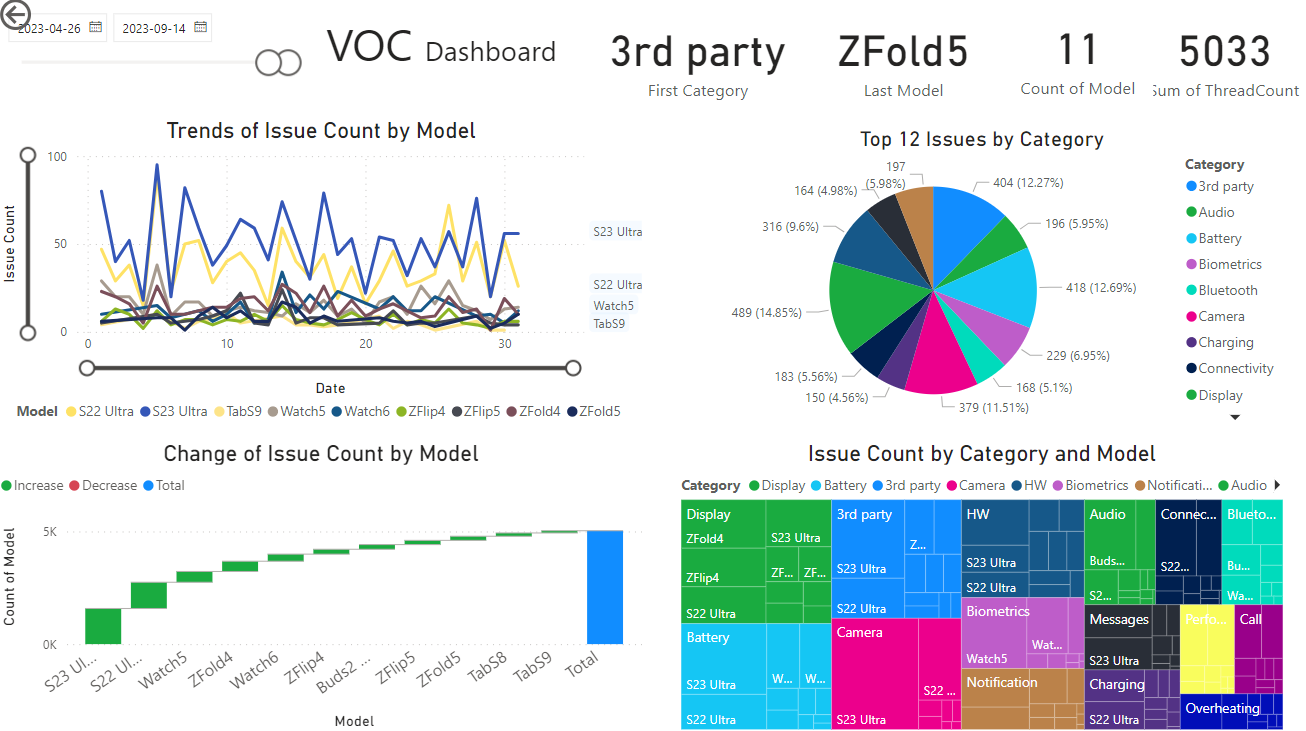 2023-04-26
2023-09-14
VOC Dashboard
3rd party
First Category
ZFold5
Last Model
11
Count of Model
5033
Sum of ThreadCount
Trends of Issue Count by Model
Issue Count
100
50
0
0
10
20
30
S23 Ultra
S22 Ultra
Watch5
TabS9
Date
Model S22 Ultra S23 Ultra TabS9 Watch5 Watch6 ZFlip4 ZFlip5 ZFold4 ZFold5
Top 12 Issues by Category
404 (12.27%)
196 (5.95%)
418 (12.69%)
229 (6.95%)
168 (5.1%)
379 (11.51%)
150 (4.56%)
183 (5.56%)
489 (14.85%)
316 (9.6%)
164 (4.98%)
197
(5.98%)
Category
3rd party
Audio
Battery
Biometrics
Bluetooth
Camera
Charging
Connectivity
Display
Change of Issue Count by Model
Increase Decrease Total
Count of Model
5K
0K
S23 Ul...
S22 Ul...
Watch5
ZFold4
Watch6
ZFlip4
Buds2 ...
ZFlip5
ZFold5
TabS8
TabS9
Total
Model
Issue Count by Category and Model
Category Display Battery 3rd party Camera HW Biometrics Notificati... Audio
Display
ZFold4
ZFlip4
S22 Ultra
S23 Ultra
ZF...
ZF...
Battery
S23 Ultra
S22 Ultra
W...
W...
3rd party
S23 Ultra
S22 Ultra
Z...
Camera
S23 Ultra
S22 ...
HW
S23 Ultra
S22 Ultra
Biometrics
Watch5
Wat...
Notification
Audio
Buds...
S2...
Connec...
S22...
Blueto...
Bu...
Wa...
Messages
S23 Ultra
Charging
S22 Ultra
Perfo...
Call
Overheating